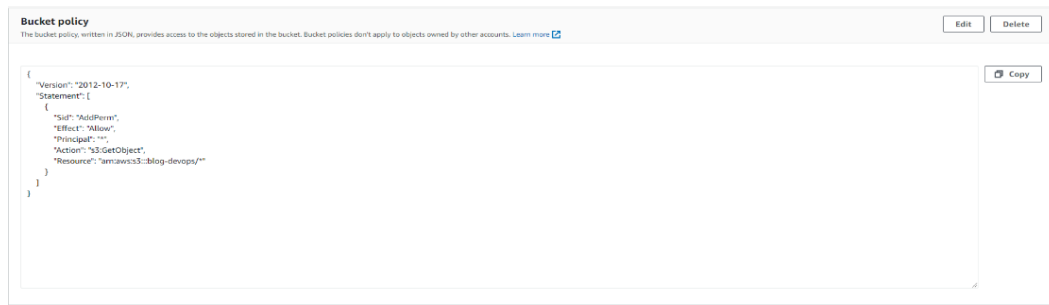 Bucket policy
Edit
Delete
The bucket policy, written in JSON, provides access to the objects stored in the bucket. Bucket policies don't apply to objects owned by other accounts. Learn more
Copy
{
"Version": "2012-10-17",
"Statement": [
{
"Sid": "AddPerm",
"Effect": "Allow",
"Principal": "*",
"Action": "s3:GetObject",
"Resource": "arn:aws:s3:::blog-devops/*"
}
]
}